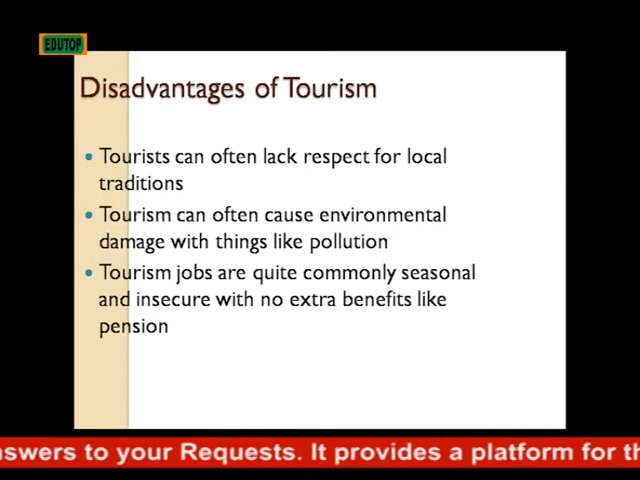 EDUTOP
Disadvantages of Tourism
Tourists can often lack respect for local
traditions
Tourism can often cause environmental
damage with things like pollution
Tourism jobs are quite commonly seasonal
and insecure with no extra benefits like
pension
to your Requests. It provides a platform for